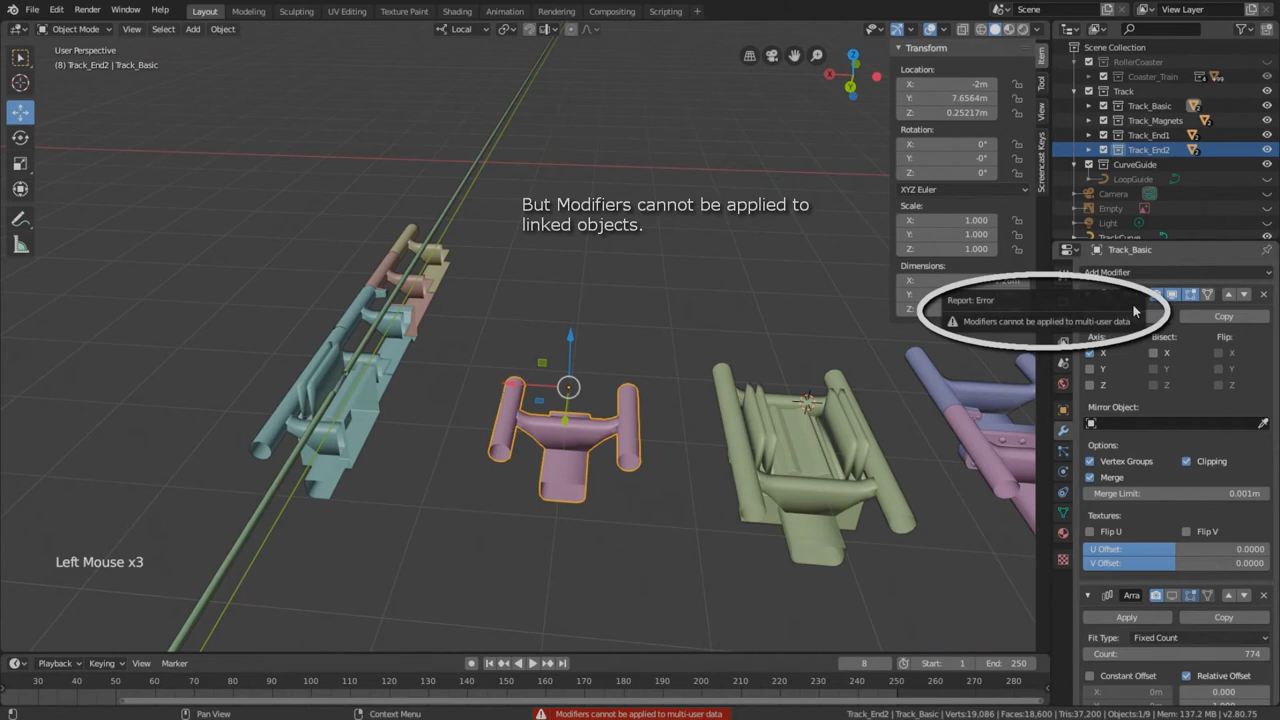 File Edit Render Window Help Layout Modeling Sculpting UV Editing Texture Paint Shading Animation Rendering Compositing Scripting + Scene View Layer
Object Mode View Select Add Object Local
User Perspective
(8) Track_End2 | Track_Basic
But Modifiers cannot be applied to
linked objects.
Left Mouse x3
Z
X
Y
Transform
Location:
X: -2m
Y: 7.6564m
Z: 0.25217m
Rotation:
X: 0°
Y: -0°
Z: 0°
XYZ Euler
Scale:
X: 1.000
Y: 1.000
Z: 1.000
Dimensions:
X:
Y:
Z:
Item
Tool
View
Screencast Keys
Report: Error
Modifiers cannot be applied to multi-user data
Scene Collection
RollerCoaster
Coaster_Train
Track
Track_Basic
Track_Magnets
Track_End1
Track_End2
CurveGuide
LoopGuide
Camera
Empty
Light
TrackCurve
Track_Basic
Add Modifier
Copy
Axis: Bisect: Flip:
X X X
Y Y Y
Z Z Z
Mirror Object:
Options:
Vertex Groups Clipping
Merge
Merge Limit: 0.001m
Textures:
Flip U Flip V
U Offset: 0.0000
V Offset: 0.0000
Arra
Apply Copy
Fit Type: Fixed Count
Count: 774
Constant Offset Relative Offset
X: 0m 0.000
Playback Keying View Marker 8 Start: 1 End: 250
30 40 50 60 70 80 90 100 110 120 130 140 150 160 170 180 190 200 210 220 230 240 250 260 270 280
Pan View Context Menu Modifiers cannot be applied to multi-user data Track_End2 | Track_Basic | Verts:19,086 | Faces:18,600 | Tris:37,200 | Objects:1/9 | Mem: 137.2 MB | v2.80.75